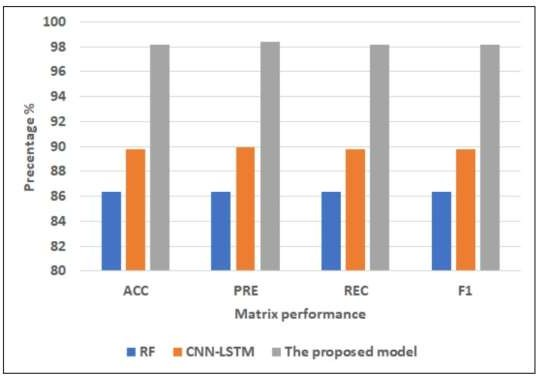 100
98
96
94
92
90
88
86
84
82
80
Precentage %
ACC PRE REC F1
Matrix performance
RF CNN-LSTM The proposed model